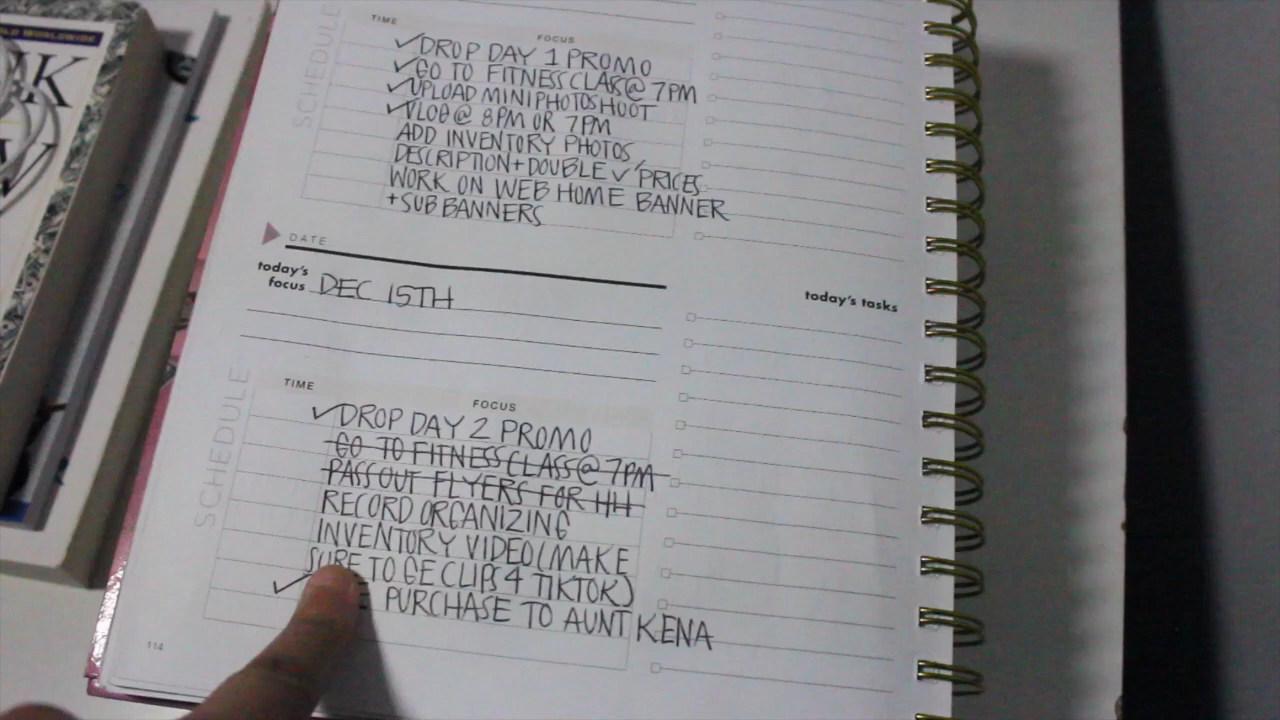 LD WORLDWIDE
TIME
FOCUS
SCHEDULE
✓DROP DAY 1 PROMO
✓GO TO FITNESS CLASS@ 7PM
✓UPLOAD MINI PHOTOSHOOT
✓VLOG@ 8PM OR 7PM
ADD INVENTORY PHOTOS
DESCRIPTION+DOUBLE ✓ PRICES
WORK ON WEB HOME BANNER
+SUB BANNERS
DATE
today's focus
DEC 15TH
today's tasks
TIME
FOCUS
SCHEDULE
✓DROP DAY 2 PROMO
GO TO FITNESS CLASS@ 7PM
PASS OUT FLYERS FOR HH
RECORD ORGANIZING
INVENTORY VIDEO(MAKE
SURE TO GE CLIPS 4 TIKTOK)
✓ PURCHASE TO AUNT KENA
114